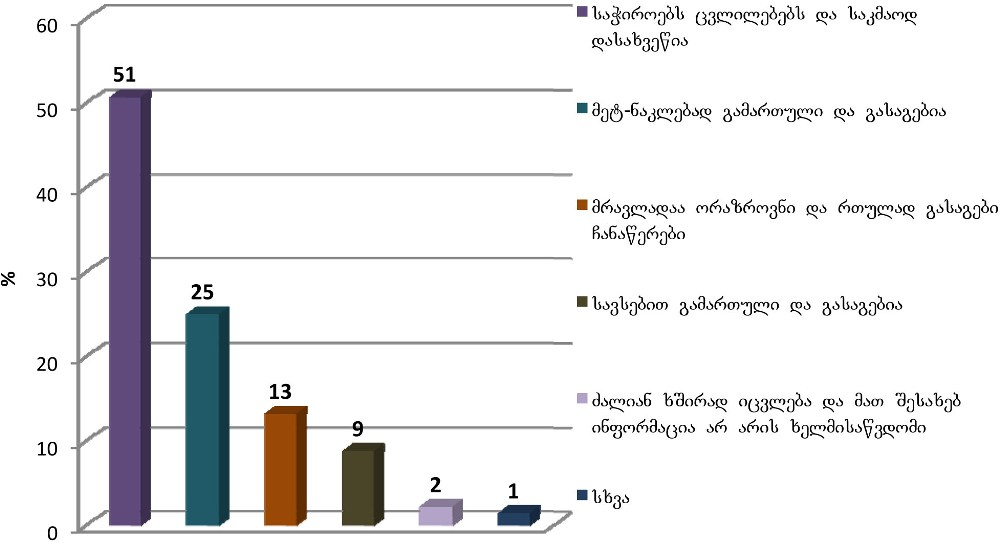 60
50
40
30
20
10
0
%
51
25
13
9
2
1
საჭიროებს ცვლილებებს და საკმაოდ
დასახვეწია
მეტ-ნაკლებად გამართული და გასაგებია
მრავლადაა ორაზროვნი და რთულად გასაგები
ჩანაწერები
სავსებით გამართული და გასაგებია
ძალიან ხშირად იცვლება და მათ შესახებ
ინფორმაცია არ არის ხელმისაწვდომი
სხვა